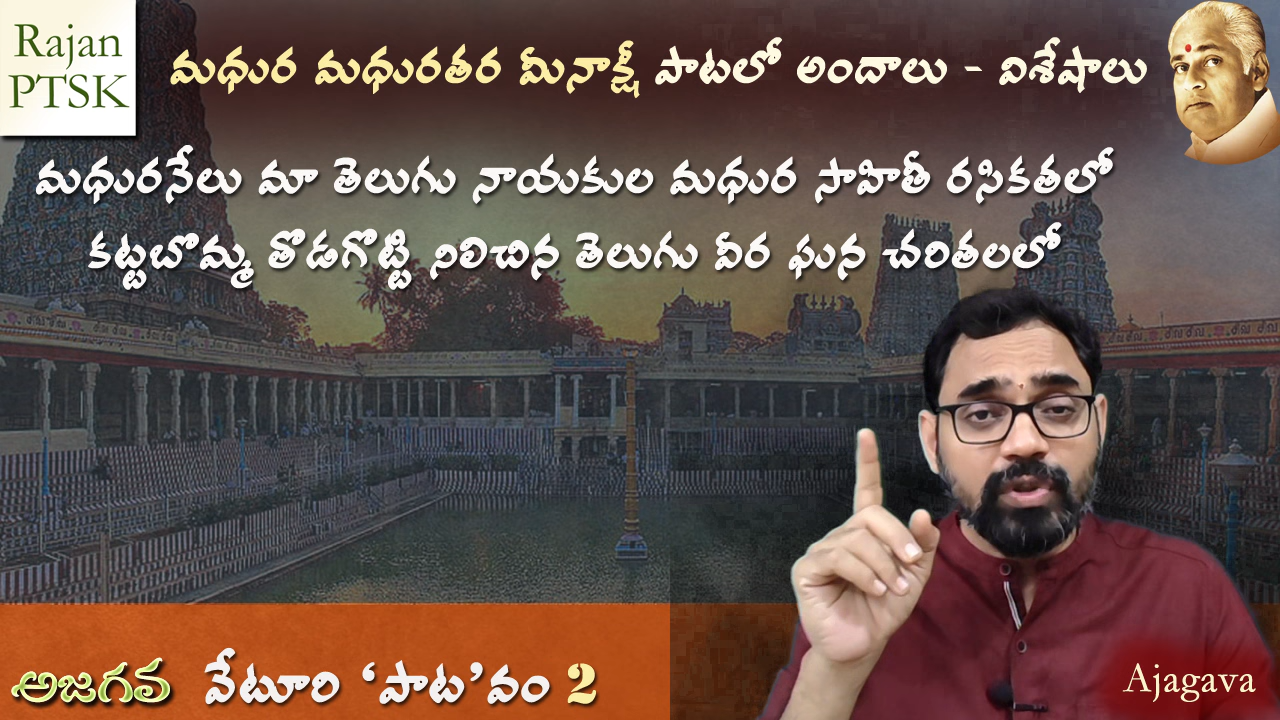 Rajan
PTSK
మధుర మధురతర మీనాక్షీ పాటలో అందాలు - విశేషాలు
మధురనేలు మా తెలుగు నాయకుల మధుర సాహితీ రసికతలో
కట్టబొమ్మ తొడగొట్టి నిలిచిన తెలుగు వీర ఘన చరితలలో
అజగవ వేటూరి ‘పాట’వం 2
Ajagava